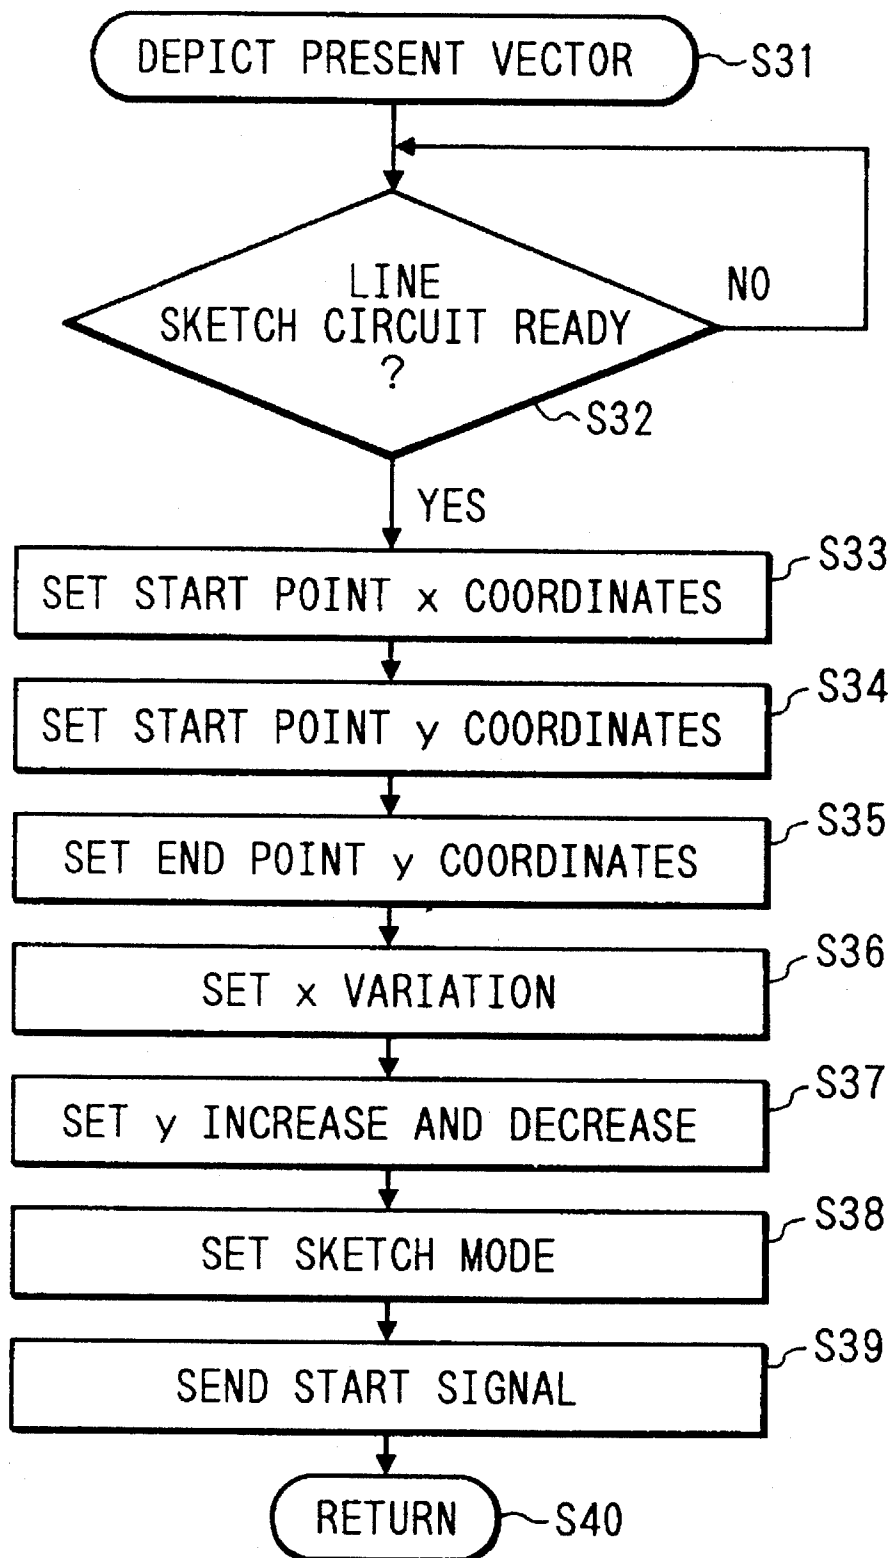 DEPICT PRESENT VECTOR
S31
LINE
SKETCH CIRCUIT READY
?
NO
S32
YES
S33
SET START POINT x COORDINATES
S34
SET START POINT y COORDINATES
S35
SET END POINT y COORDINATES
S36
SET x VARIATION
S37
SET y INCREASE AND DECREASE
S38
SET SKETCH MODE
S39
SEND START SIGNAL
RETURN
S40